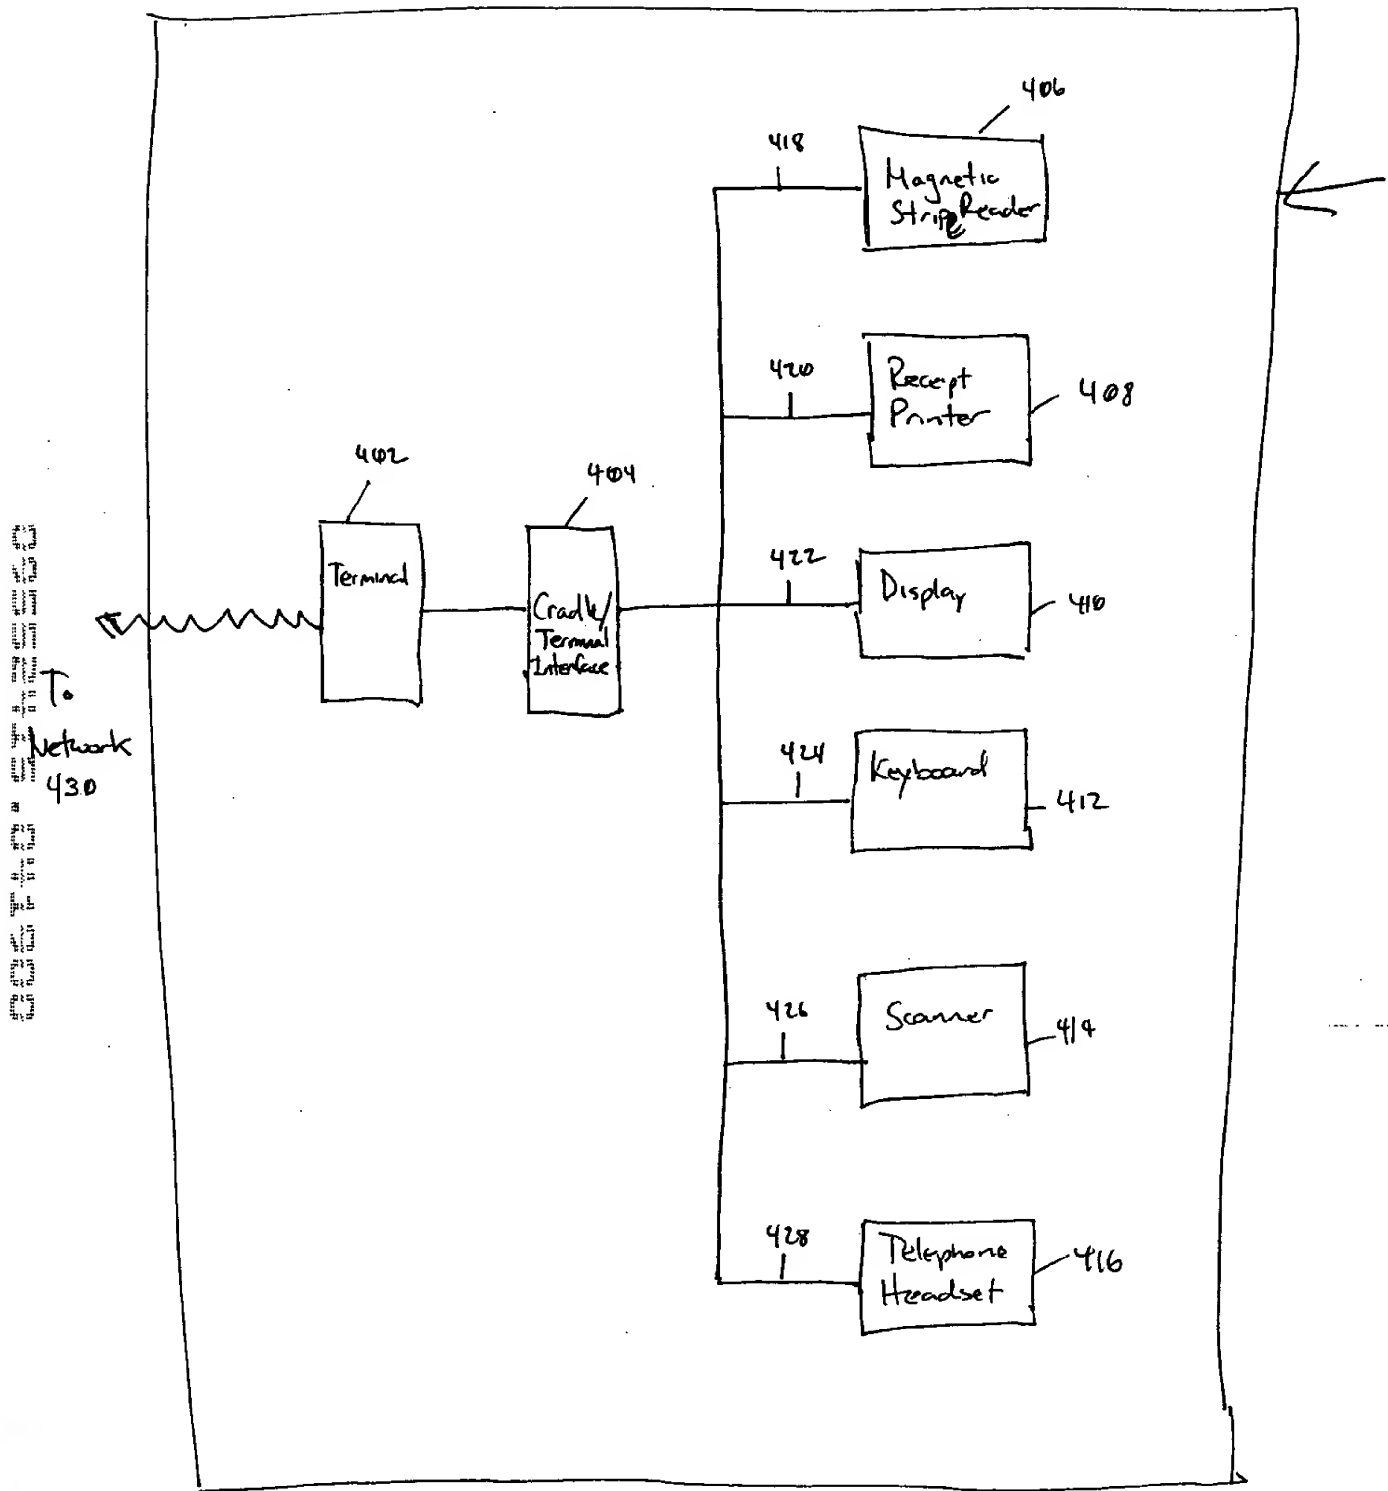 406
418
Magnetic
Stripe Reader
420
Receipt
Printer
408
402
404
Terminal
Cradle/
Terminal
Interface
422
Display
410
To
Network
430
424
Keyboard
412
426
Scanner
414
428
Telephone
Headset
416